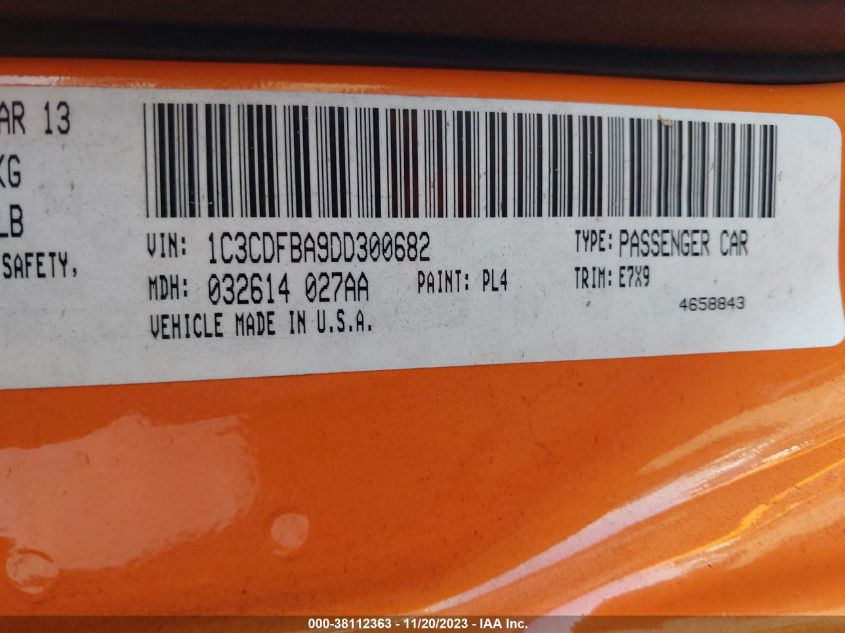 AR 13
KG
LB
SAFETY,
VIN: 1C3CDFBA9DD300682
TYPE: PASSENGER CAR
MDH: 032614 027AA
PAINT: PL4
TRIM: E7X9
VEHICLE MADE IN U.S.A.
4658843
000-38112363 - 11/20/2023 - IAA Inc.